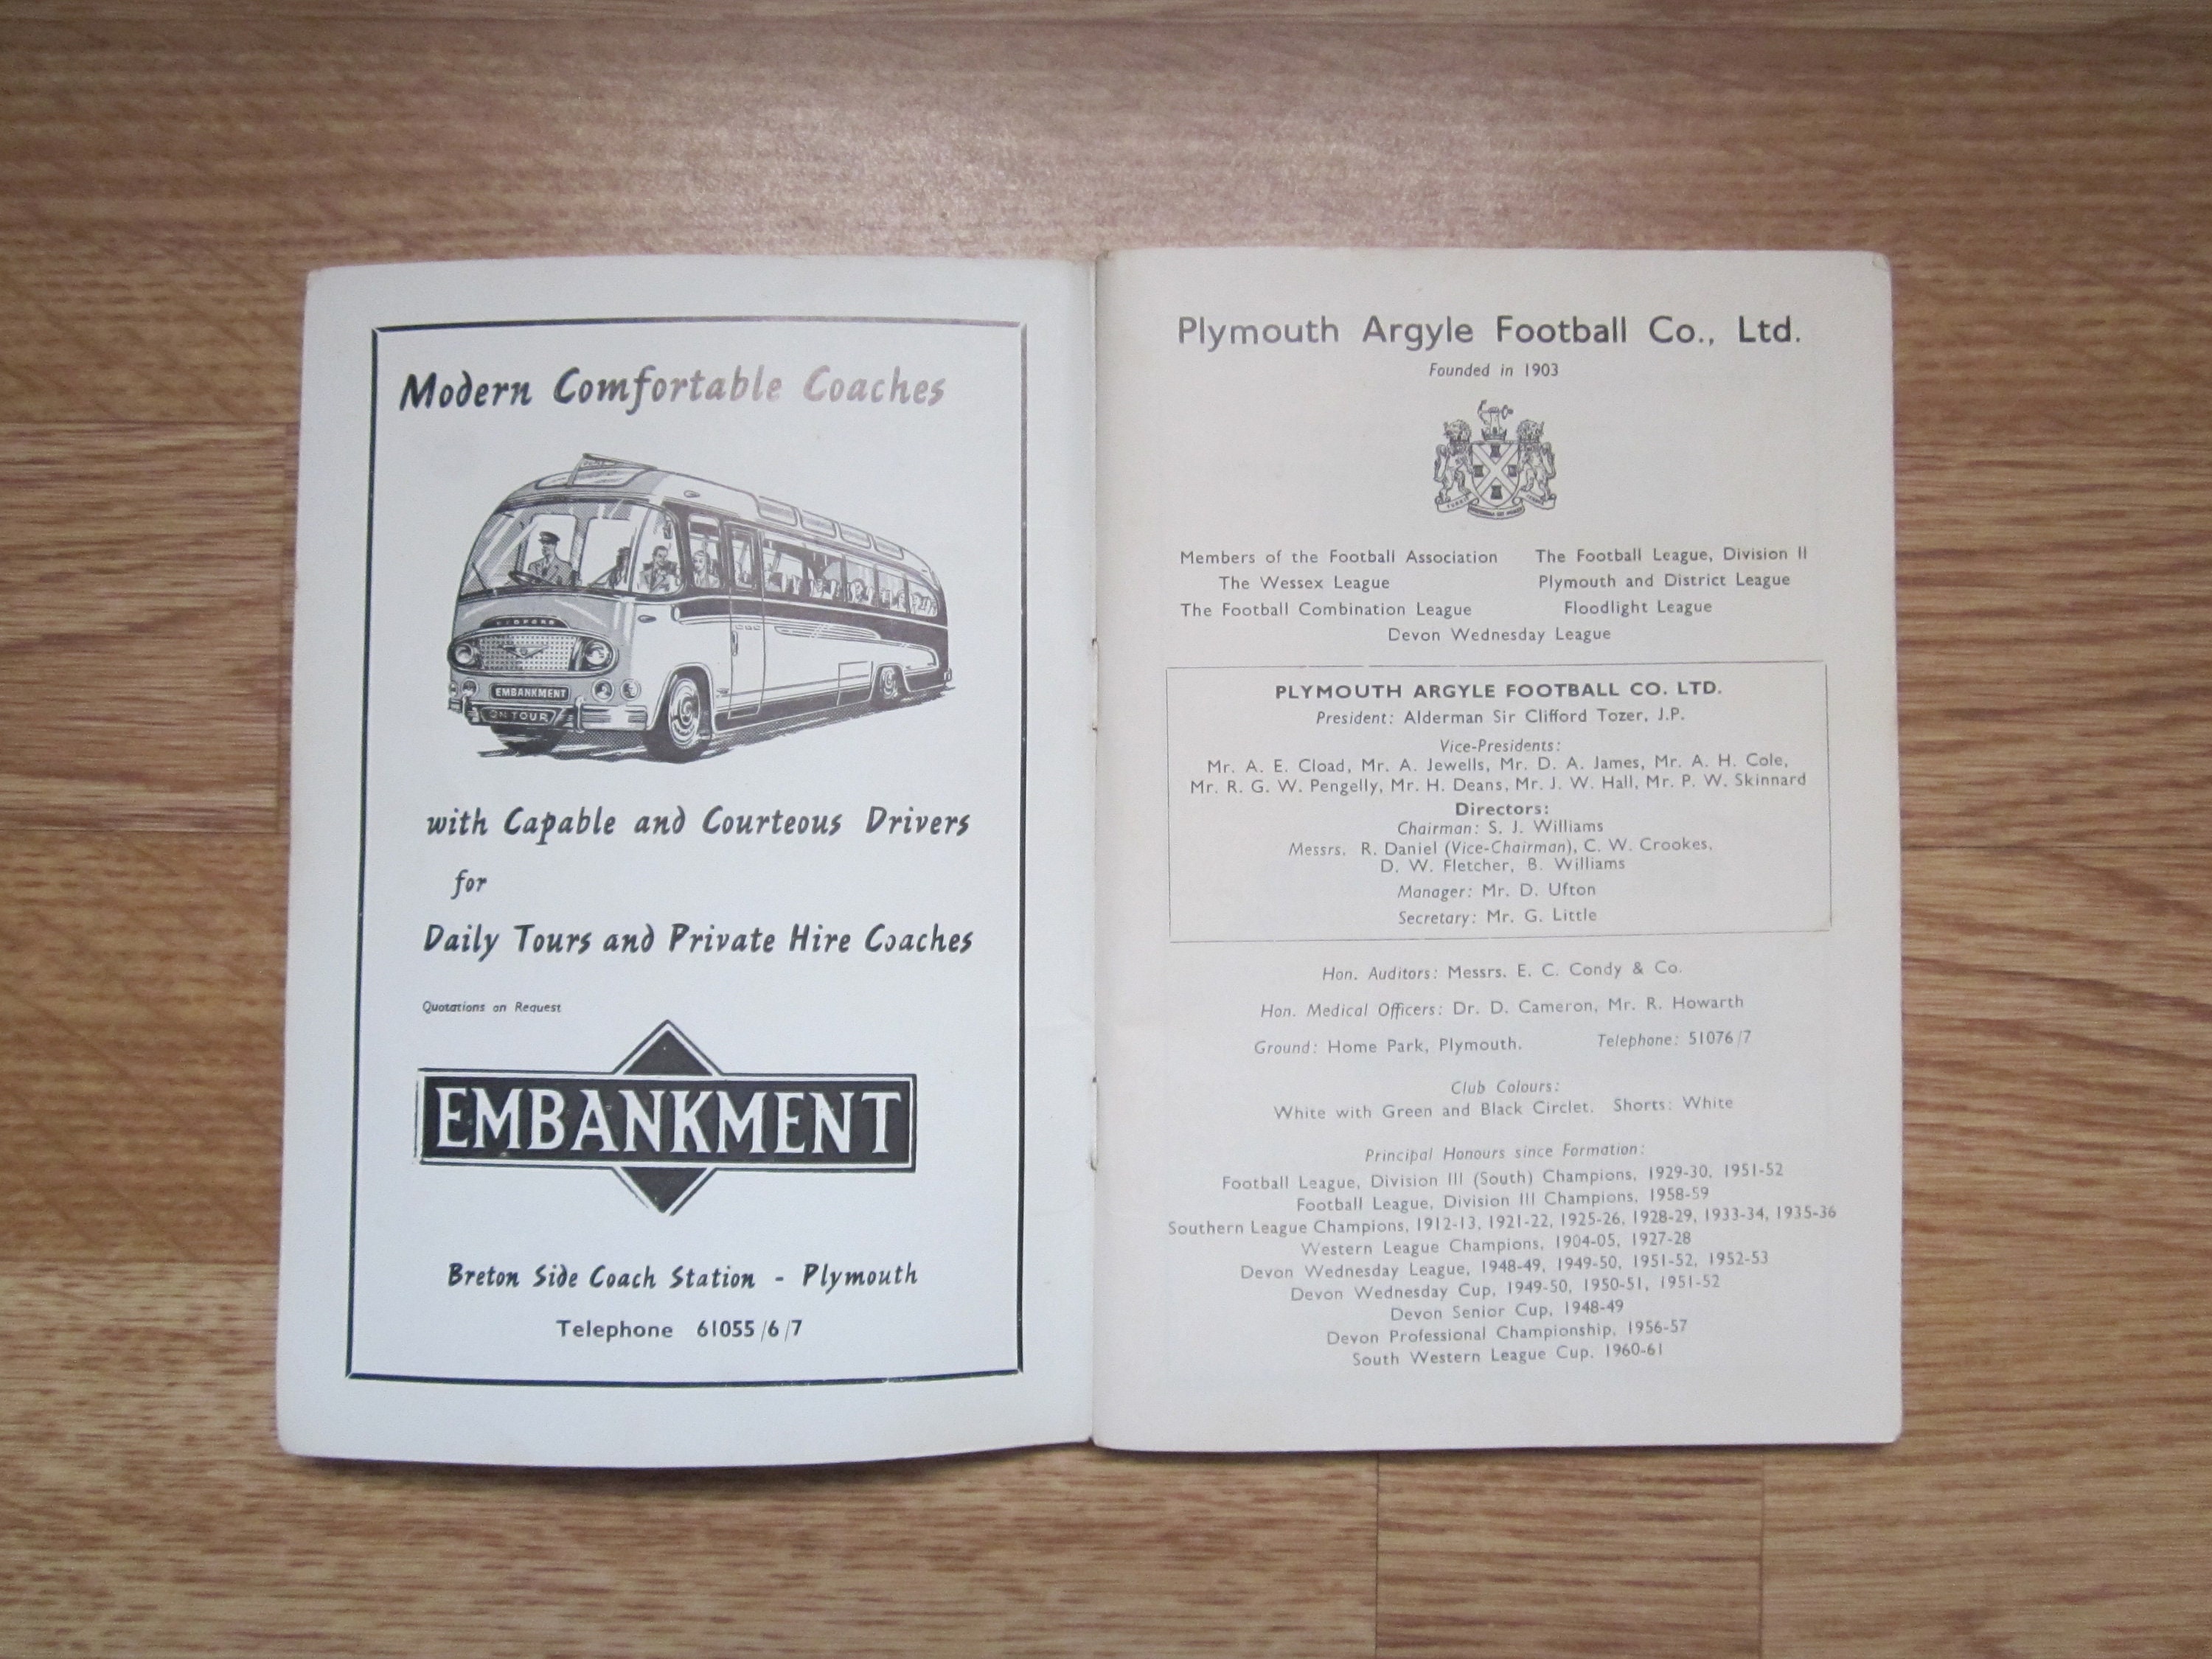 Modern Comfortable Coaches
EMBANKMENT
ON TOUR
with Capable and Courteous Drivers
for
Daily Tours and Private Hire Coaches
Quotations on Request
EMBANKMENT
Breton Side Coach Station - Plymouth
Telephone 61055/6/7
Plymouth Argyle Football Co., Ltd.
Founded in 1903
Members of the Football Association The Football League, Division II
The Wessex League Plymouth and District League
The Football Combination League Floodlight League
Devon Wednesday League
PLYMOUTH ARGYLE FOOTBALL CO. LTD.
President: Alderman Sir Clifford Tozer, J.P.
Vice-Presidents:
Mr. A. E. Cload, Mr. A. Jewells, Mr. D. A. James, Mr. A. H. Cole,
Mr. R. G. W. Pengelly, Mr. H. Deans, Mr. J. W. Hall, Mr. P. W. Skinnard
Directors:
Chairman: S. J. Williams
Messrs. R. Daniel (Vice-Chairman), C. W. Crookes,
D. W. Fletcher, B. Williams
Manager: Mr. D. Ufton
Secretary: Mr. G. Little
Hon. Auditors: Messrs. E. C. Condy & Co.
Hon. Medical Officers: Dr. D. Cameron, Mr. R. Howarth
Ground: Home Park, Plymouth. Telephone: 51076/7
Club Colours:
White with Green and Black Circlet. Shorts: White
Principal Honours since Formation:
Football League, Division III (South) Champions, 1929-30, 1951-52
Football League, Division III Champions, 1958-59
Southern League Champions, 1912-13, 1921-22, 1925-26, 1928-29, 1933-34, 1935-36
Western League Champions, 1904-05, 1927-28
Devon Wednesday League, 1948-49, 1949-50, 1951-52, 1952-53
Devon Wednesday Cup, 1949-50, 1950-51, 1951-52
Devon Senior Cup, 1948-49
Devon Professional Championship, 1956-57
South Western League Cup, 1960-61